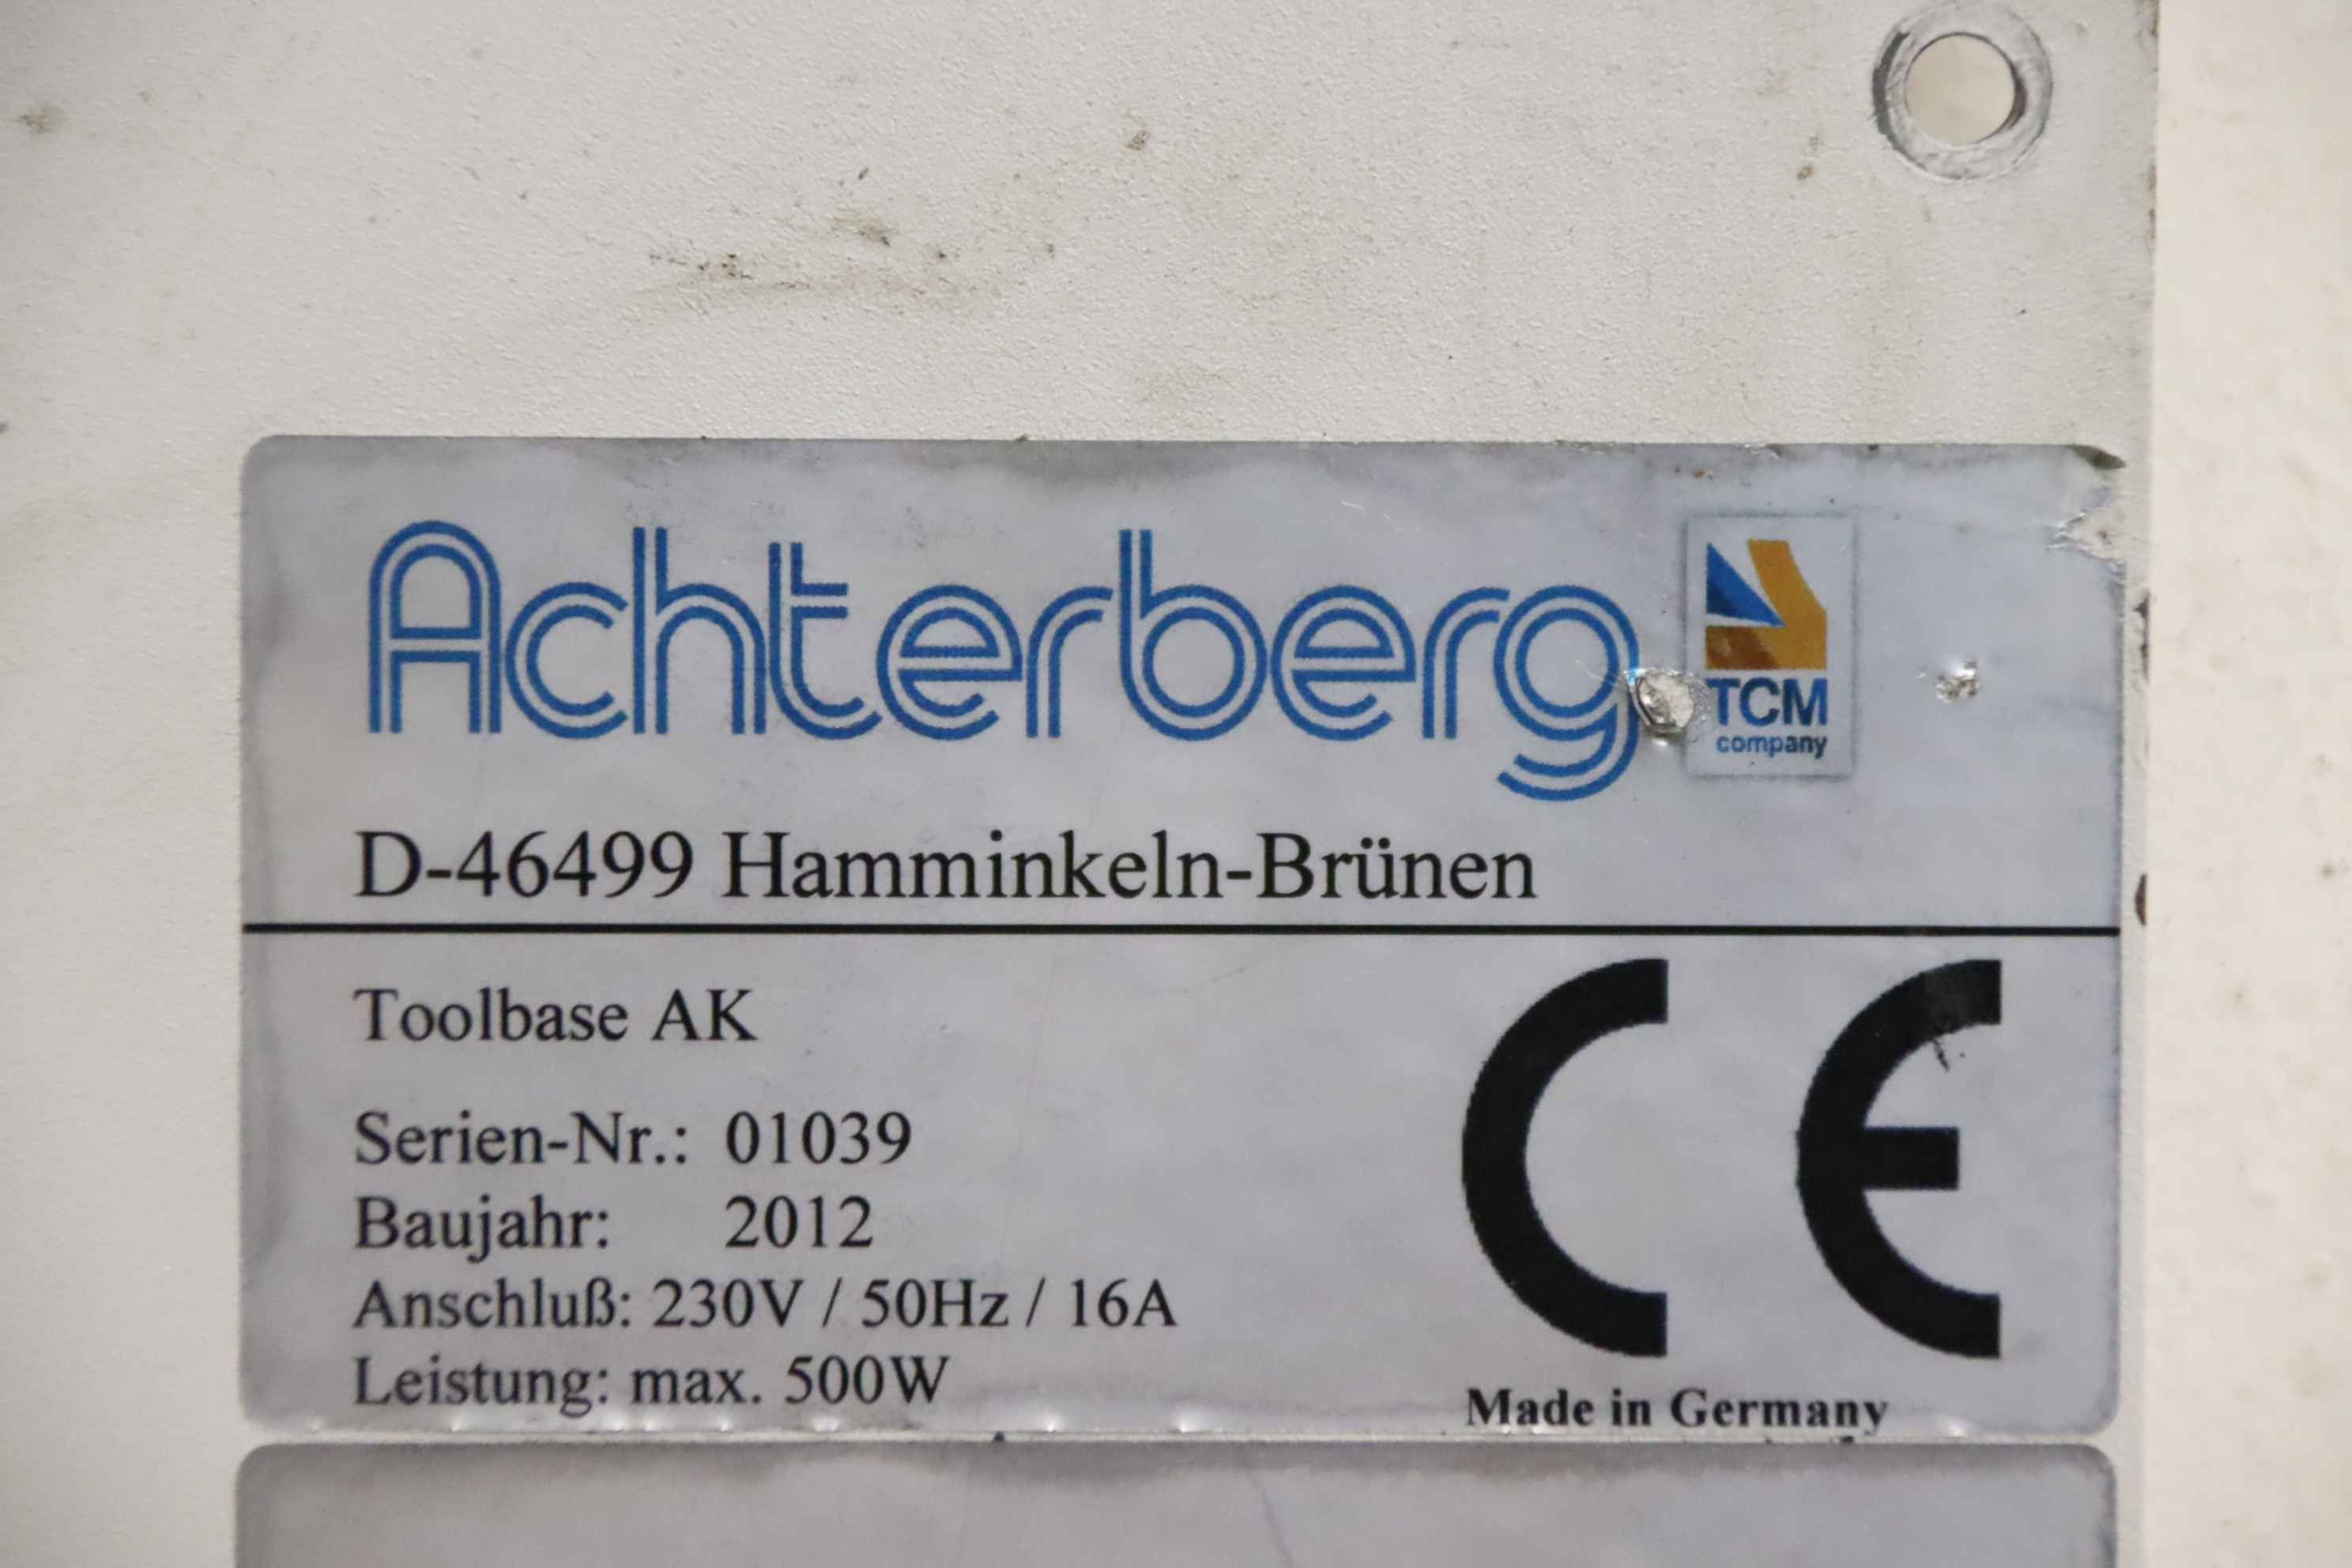 Achterberg
TCM
company
D-46499 Hamminkeln-Brünen
Toolbase AK
Serien-Nr.: 01039
Baujahr: 2012
Anschluß: 230V / 50Hz / 16A
Leistung: max. 500W
CE
Made in Germany